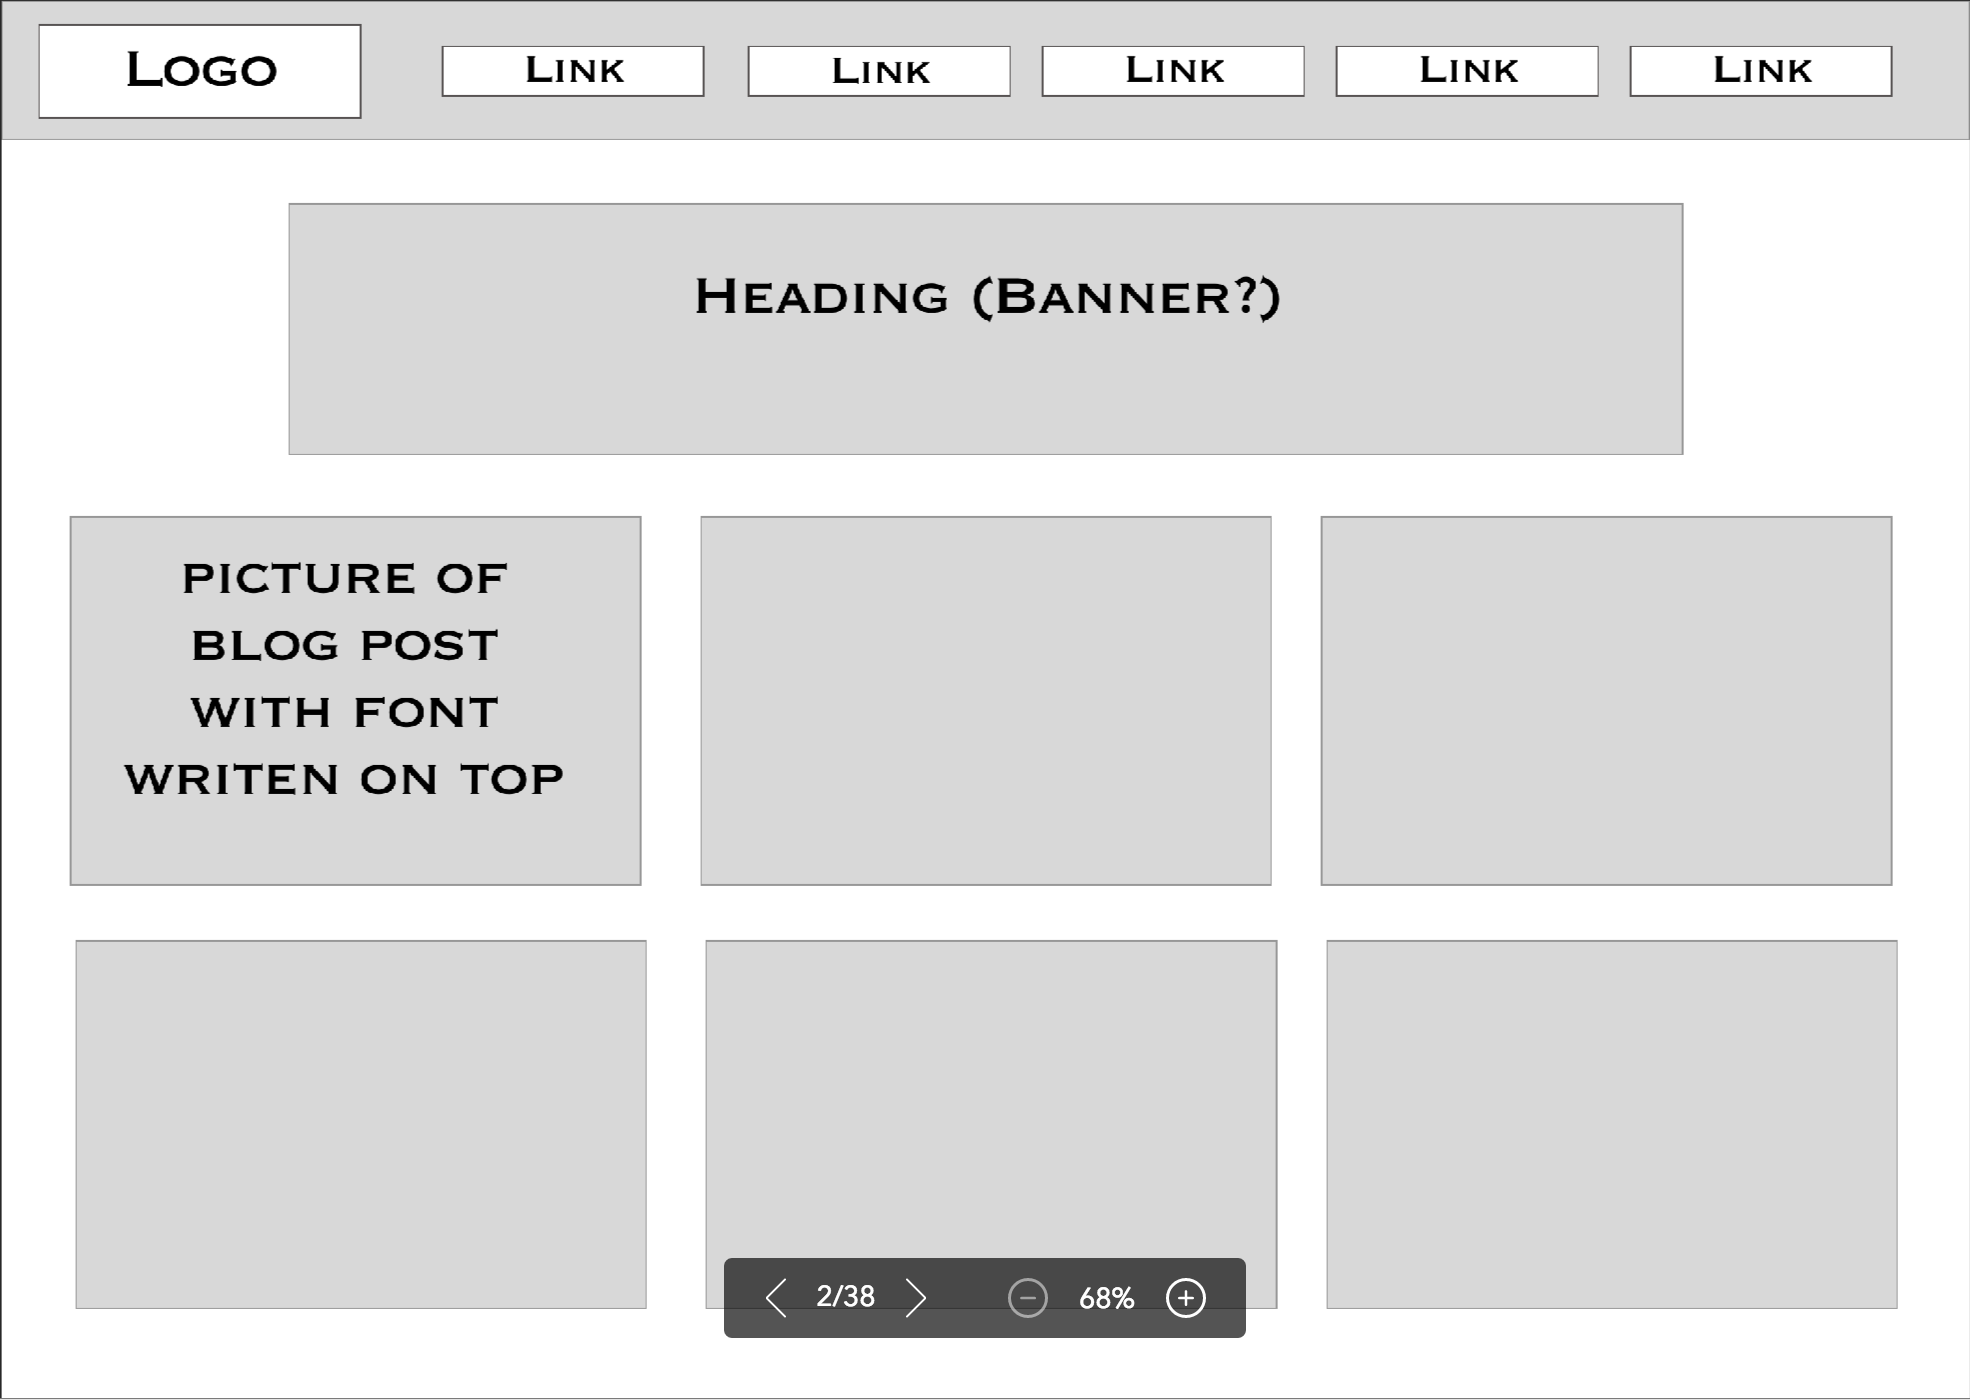 Logo
Link Link Link Link Link
Heading (Banner?)
PICTURE OF
BLOG POST
WITH FONT
WRITEN ON TOP
2/38 68%